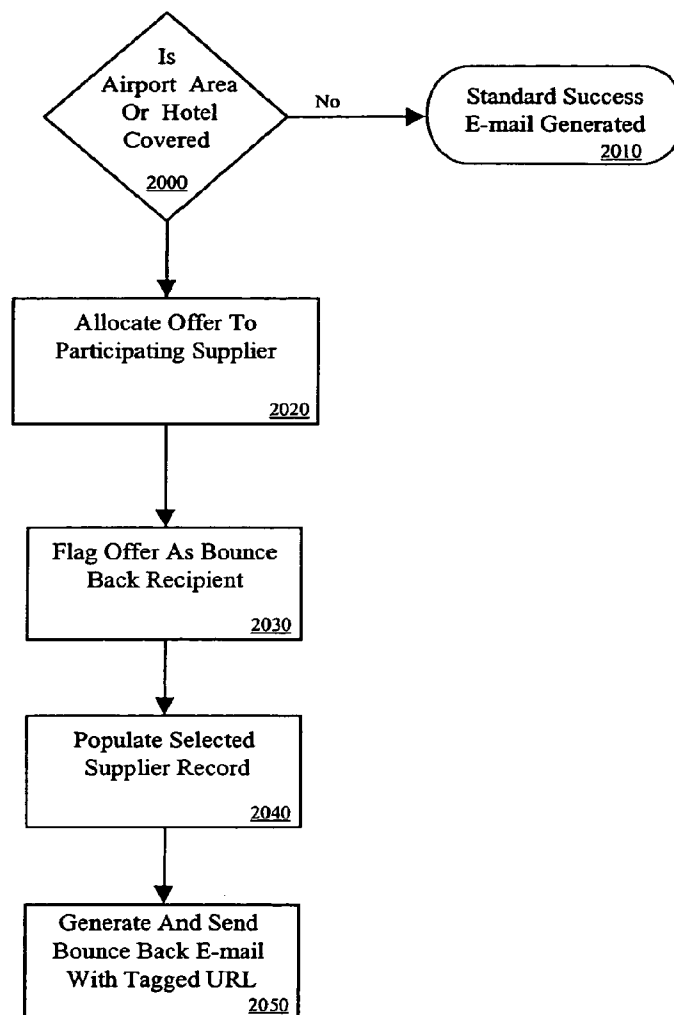 Is
Airport Area
Or Hotel
Covered
2000
No
Standard Success
E-mail Generated
2010
Allocate Offer To
Participating Supplier
2020
Flag Offer As Bounce
Back Recipient
2030
Populate Selected
Supplier Record
2040
Generate And Send
Bounce Back E-mail
With Tagged URL
2050